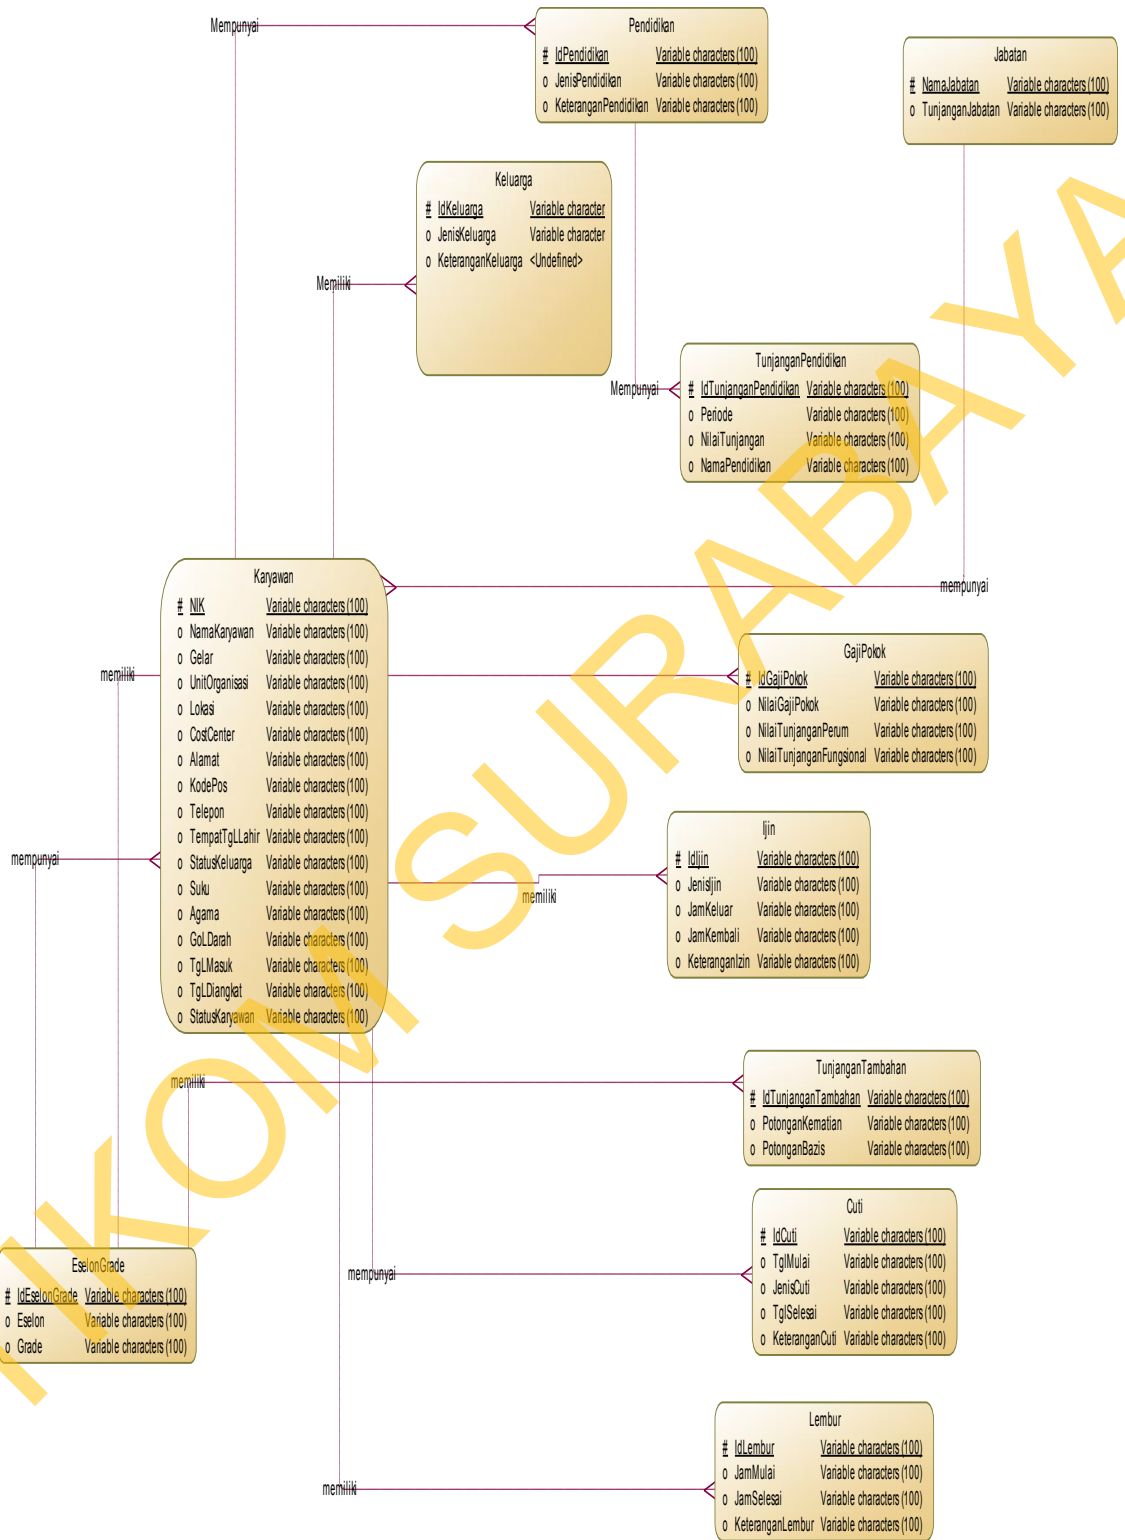 Mempunyai
Pendidikan
# IdPendidikan Variable characters (100)
o JenisPendidikan Variable characters (100)
o KeteranganPendidikan Variable characters (100)
Jabatan
# NamaJabatan Variable characters (100)
o TunjanganJabatan Variable characters (100)
Keluarga
# IdKeluarga Variable character
o JenisKeluarga Variable character
o KeteranganKeluarga <Undefined>
Memiliki
TunjanganPendidikan
# IdTunjanganPendidikan Variable characters (100)
o Periode Variable characters (100)
o NilaiTunjangan Variable characters (100)
o NamaPendidikan Variable characters (100)
Mempunyai
Karyawan
# NIK Variable characters (100)
o NamaKaryawan Variable characters (100)
o Gelar Variable characters (100)
o UnitOrganisasi Variable characters (100)
o Lokasi Variable characters (100)
o CostCenter Variable characters (100)
o Alamat Variable characters (100)
o KodePos Variable characters (100)
o Telepon Variable characters (100)
o TempatTgLLahir Variable characters (100)
o StatusKeluarga Variable characters (100)
o Suku Variable characters (100)
o Agama Variable characters (100)
o GoLDarah Variable characters (100)
o TgLMasuk Variable characters (100)
o TgLDiangkat Variable characters (100)
o StatusKaryawan Variable characters (100)
mempunyai
GajiPokok
# IdGajiPokok Variable characters (100)
o NilaiGajiPokok Variable characters (100)
o NilaiTunjanganPerum Variable characters (100)
o NilaiTunjanganFungsional Variable characters (100)
memiliki
mempunyai
Ijin
# IdIjin Variable characters (100)
o JenisIjin Variable characters (100)
o JamKeluar Variable characters (100)
o JamKembali Variable characters (100)
o KeteranganIzin Variable characters (100)
memiliki
memiliki
TunjanganTambahan
# IdTunjanganTambahan Variable characters (100)
o PotonganKematian Variable characters (100)
o PotonganBazis Variable characters (100)
Cuti
# IdCuti Variable characters (100)
o TglMulai Variable characters (100)
o JenisCuti Variable characters (100)
o TglSelesai Variable characters (100)
o KeteranganCuti Variable characters (100)
mempunyai
EselonGrade
# IdEselonGrade Variable characters (100)
o Eselon Variable characters (100)
o Grade Variable characters (100)
Lembur
# IdLembur Variable characters (100)
o JamMulai Variable characters (100)
o JamSelesai Variable characters (100)
o KeteranganLembur Variable characters (100)
memiliki
IKOM SURABAYA